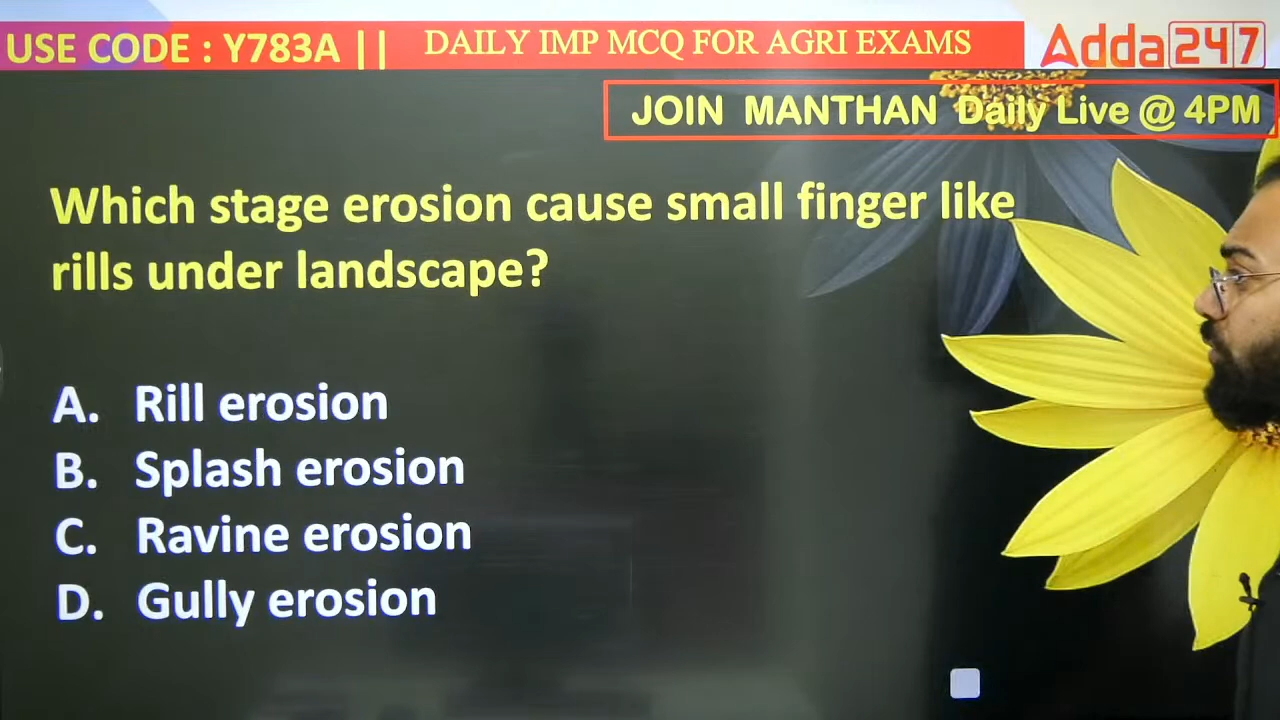 USE CODE : Y783A || DAILY IMP MCQ FOR AGRI EXAMS Adda247
JOIN MANTHAN Daily Live @ 4PM
Which stage erosion cause small finger like
rills under landscape?
A. Rill erosion
B. Splash erosion
C. Ravine erosion
D. Gully erosion